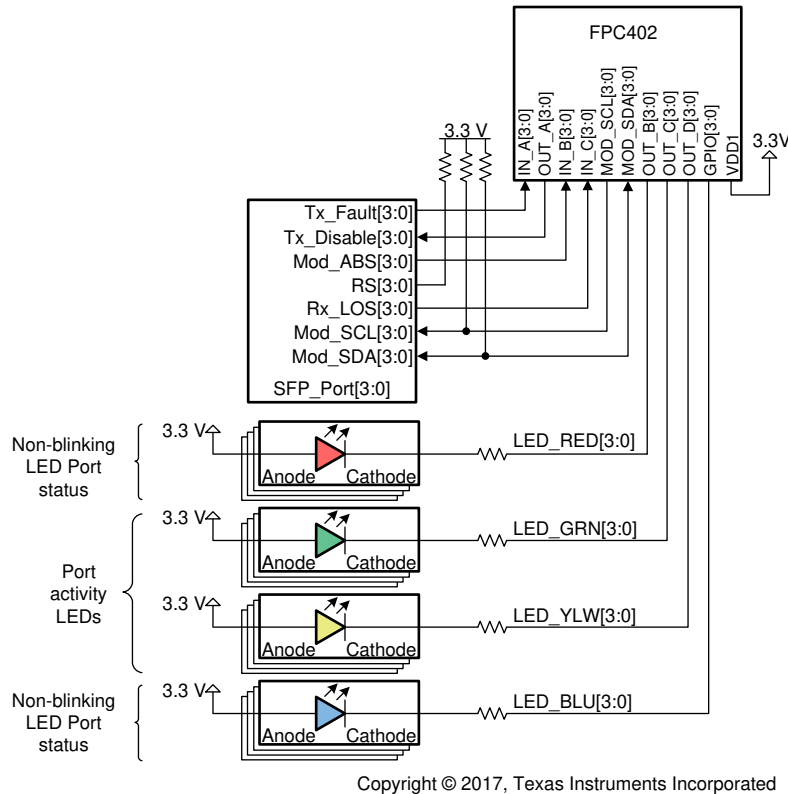 FPC402
IN_A[3:0]
OUT_A[3:0]
IN_B[3:0]
IN_C[3:0]
MOD_SCL[3:0]
MOD_SDA[3:0]
OUT_B[3:0]
OUT_C[3:0]
OUT_D[3:0]
GPIO[3:0]
VDD1
3.3 V
3.3V
Tx_Fault[3:0]
Tx_Disable[3:0]
Mod_ABS[3:0]
RS[3:0]
Rx_LOS[3:0]
Mod_SCL[3:0]
Mod_SDA[3:0]
SFP_Port[3:0]
Non-blinking
LED Port
status
3.3 V
Anode
Cathode
LED_RED[3:0]
Port
activity
LEDs
3.3 V
Anode
Cathode
LED_GRN[3:0]
3.3 V
Anode
Cathode
LED_YLW[3:0]
Non-blinking
LED Port
status
3.3 V
Anode
Cathode
LED_BLU[3:0]
Copyright © 2017, Texas Instruments Incorporated